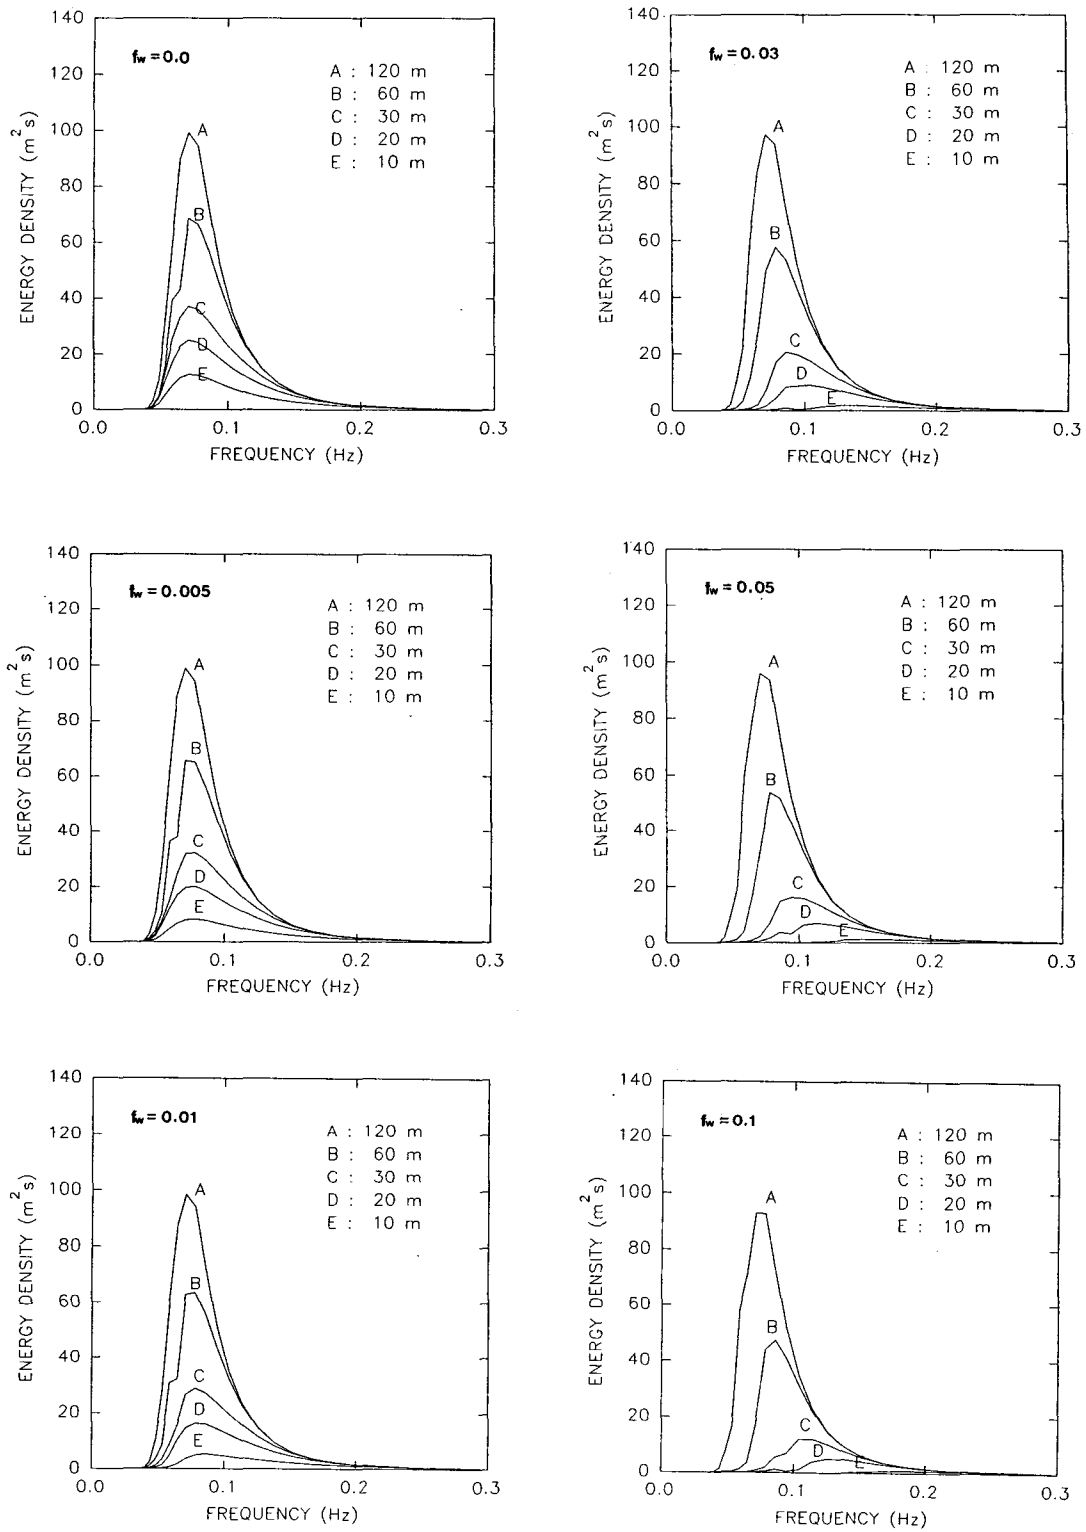 140
120
100
80
60
40
20
0
ENERGY DENSITY (m²s)
fw = 0.0
A : 120 m
B : 60 m
C : 30 m
D : 20 m
E : 10 m
A
B
C
D
E
0.0 0.1 0.2 0.3
FREQUENCY (Hz)
140
120
100
80
60
40
20
0
ENERGY DENSITY (m²s)
fw = 0.03
A : 120 m
B : 60 m
C : 30 m
D : 20 m
E : 10 m
A
B
C
D
E
0.0 0.1 0.2 0.3
FREQUENCY (Hz)
140
120
100
80
60
40
20
0
ENERGY DENSITY (m²s)
fw = 0.005
A : 120 m
B : 60 m
C : 30 m
D : 20 m
E : 10 m
A
B
C
D
E
0.0 0.1 0.2 0.3
FREQUENCY (Hz)
140
120
100
80
60
40
20
0
ENERGY DENSITY (m²s)
fw = 0.05
A : 120 m
B : 60 m
C : 30 m
D : 20 m
E : 10 m
A
B
C
D
E
0.0 0.1 0.2 0.3
FREQUENCY (Hz)
140
120
100
80
60
40
20
0
ENERGY DENSITY (m²s)
fw = 0.01
A : 120 m
B : 60 m
C : 30 m
D : 20 m
E : 10 m
A
B
C
D
E
0.0 0.1 0.2 0.3
FREQUENCY (Hz)
140
120
100
80
60
40
20
0
ENERGY DENSITY (m²s)
fw = 0.1
A : 120 m
B : 60 m
C : 30 m
D : 20 m
E : 10 m
A
B
C
D
E
0.0 0.1 0.2 0.3
FREQUENCY (Hz)